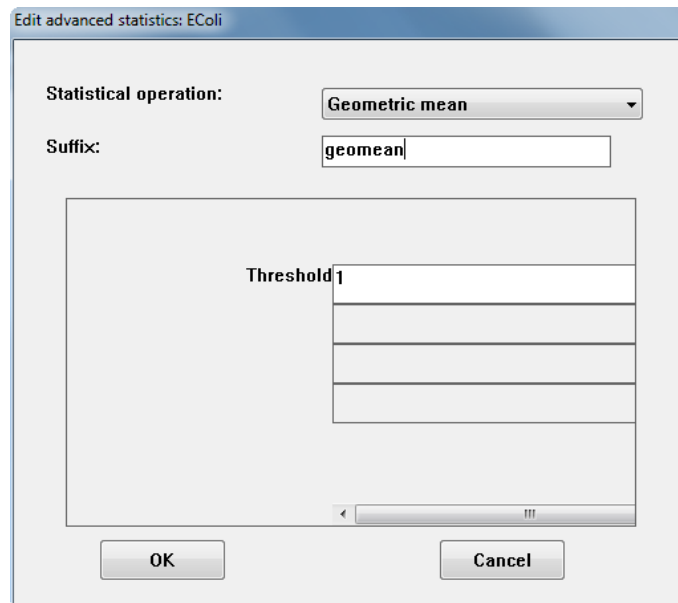 Edit advanced statistics: EColi
Statistical operation:
Geometric mean
Suffix:
geomean
Threshold 1
OK
Cancel